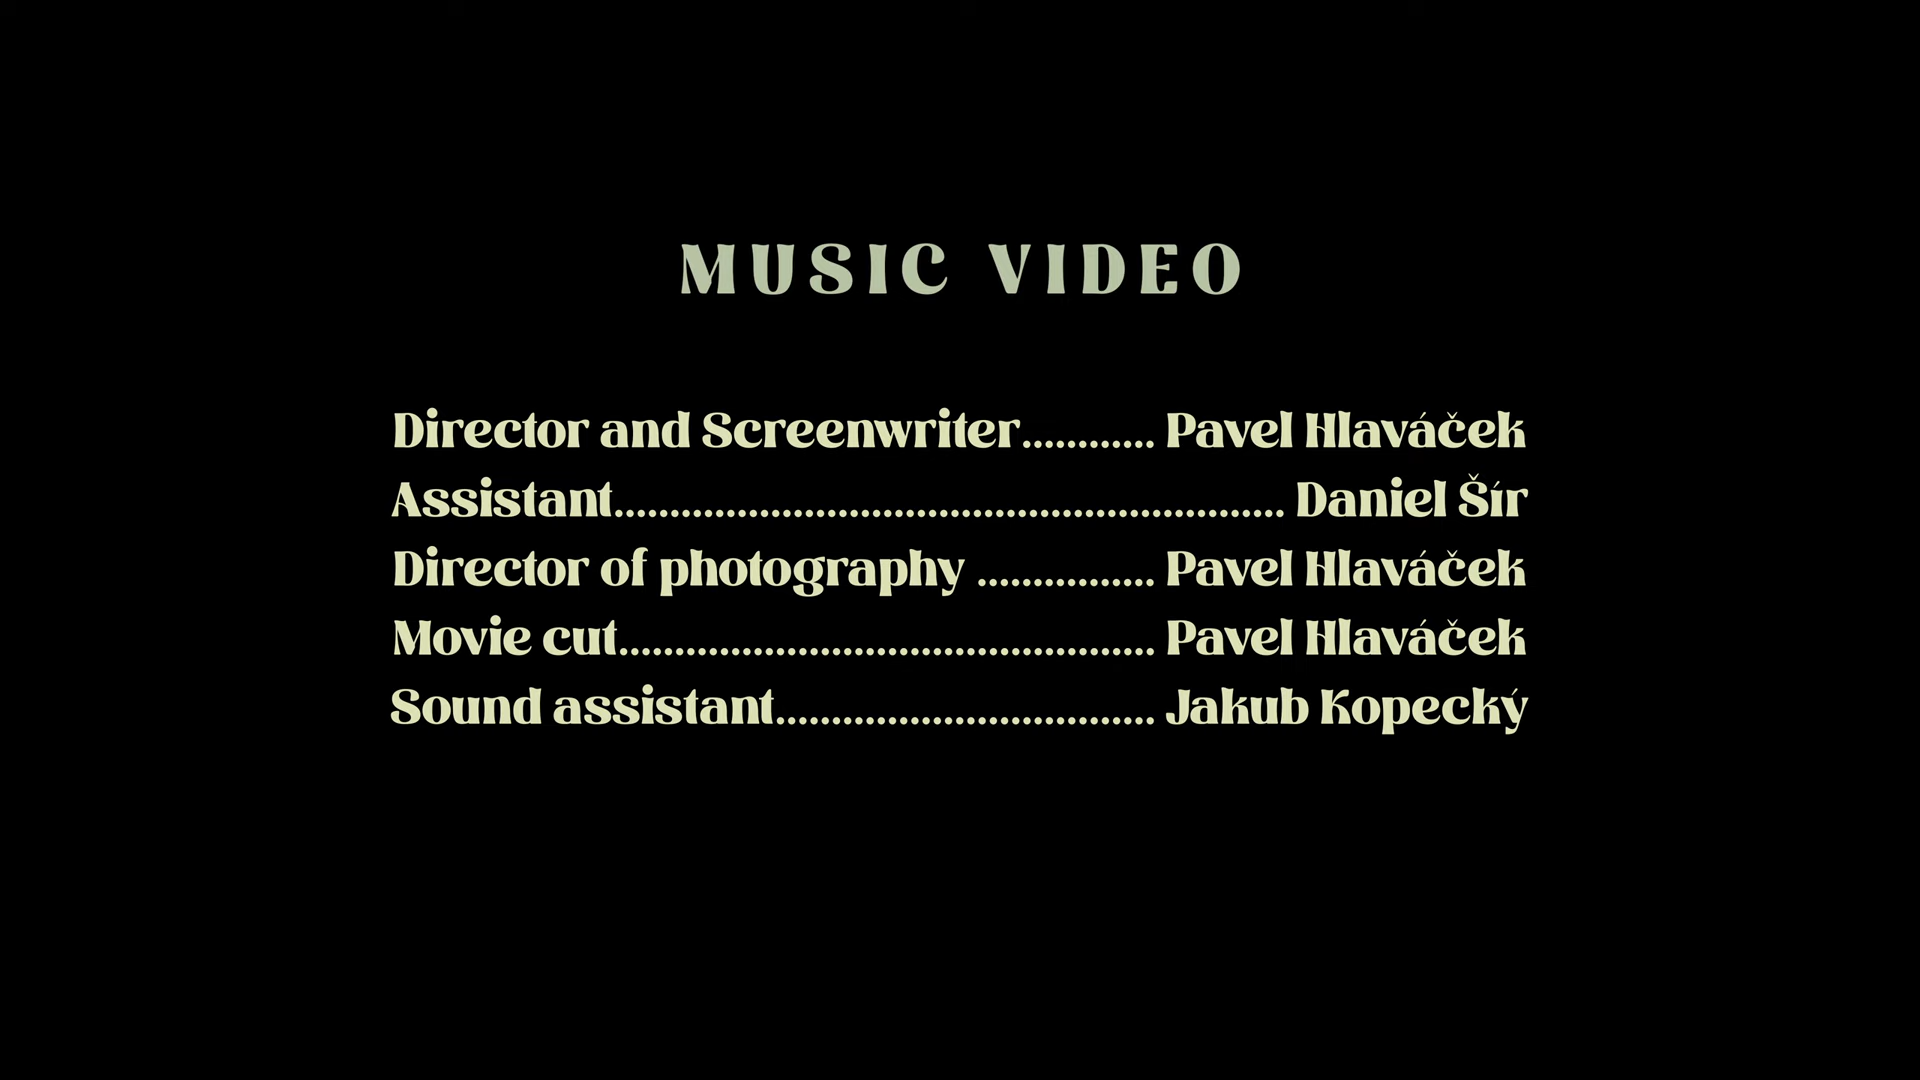 MUSIC VIDEO
Director and Screenwriter............ Pavel Hlaváček
Assistant............................................................ Daniel Šír
Director of photography ................ Pavel Hlaváček
Movie cut................................................ Pavel Hlaváček
Sound assistant.................................. Jakub Kopecký